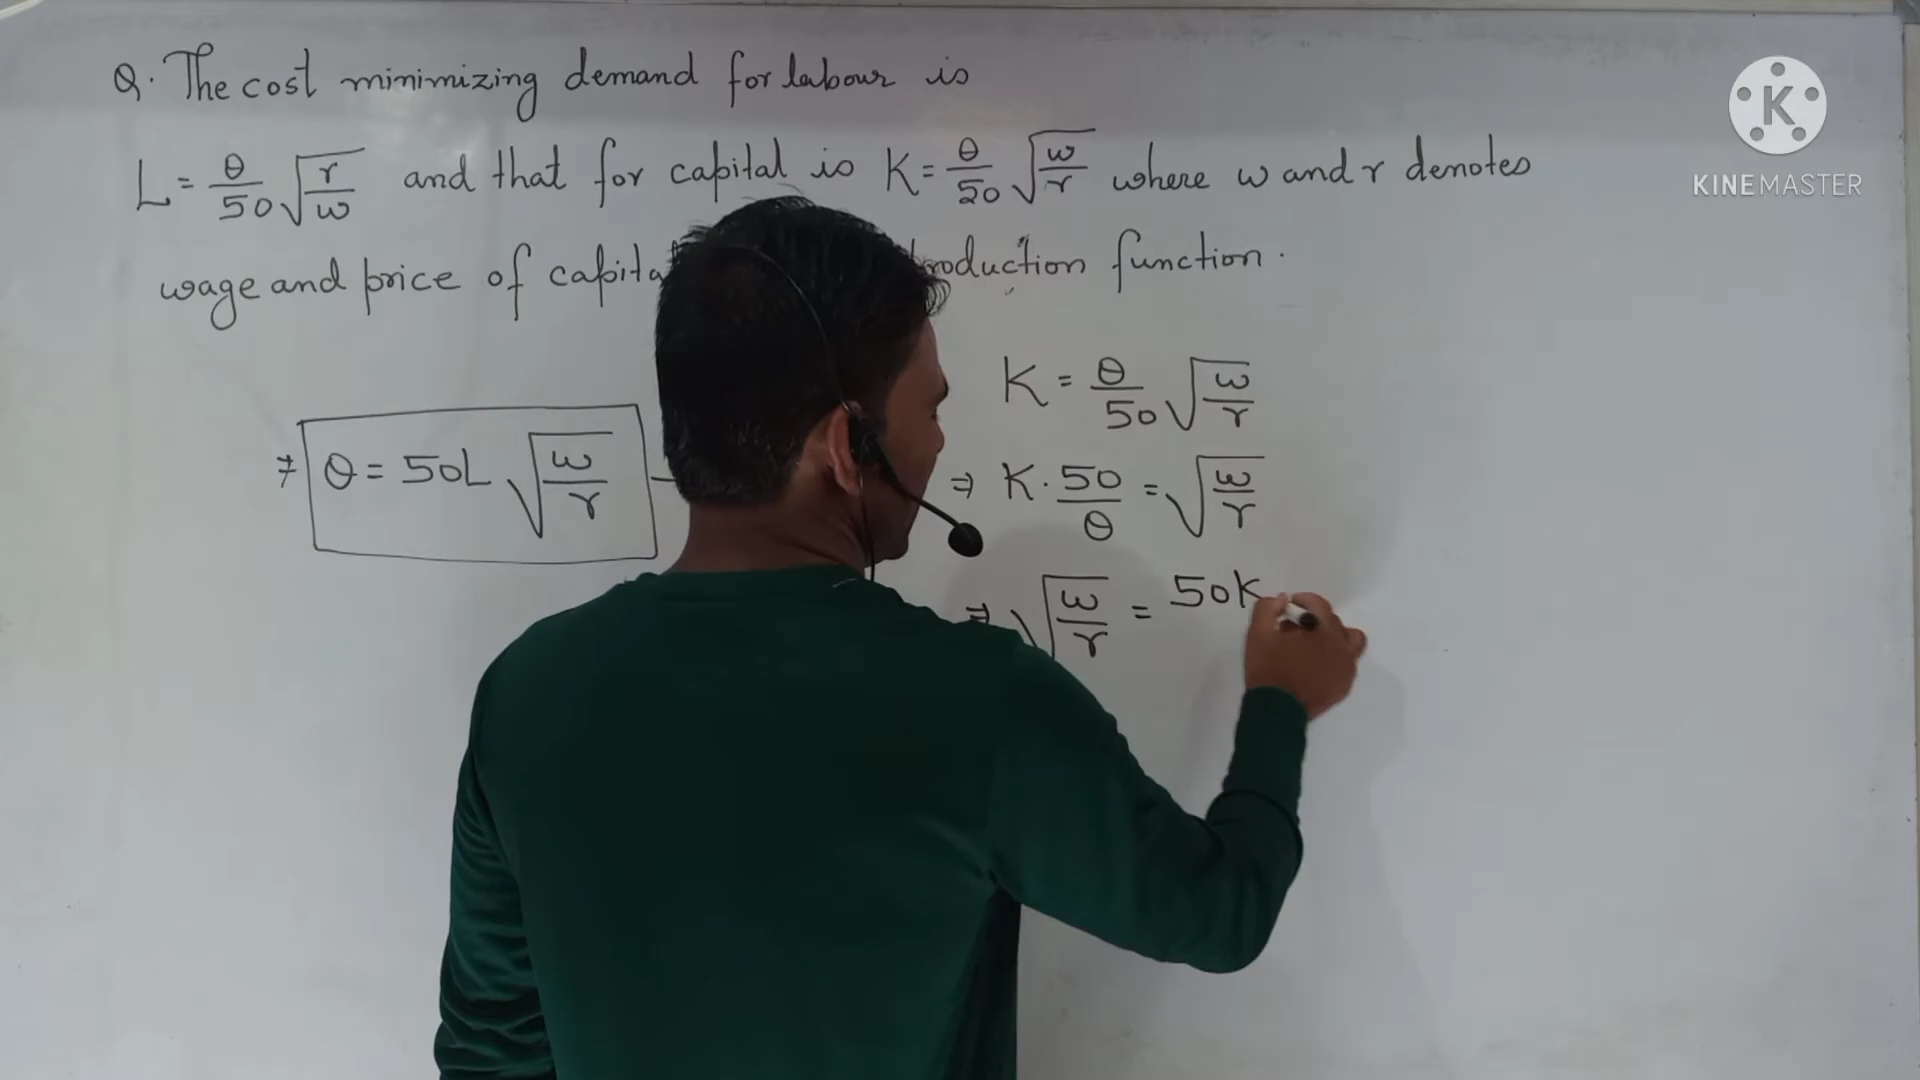 Q. The cost minimizing demand for labour is
L = θ/50 √(r/w) and that for capital is K = θ/50 √(w/r) where w and r denotes
wage and price of capital roduction function.
⇒ θ = 50L √(w/r)
K = θ/50 √(w/r)
⇒ K · 50/θ = √(w/r)
⇒ √(w/r) = 50K
K
KINEMASTER